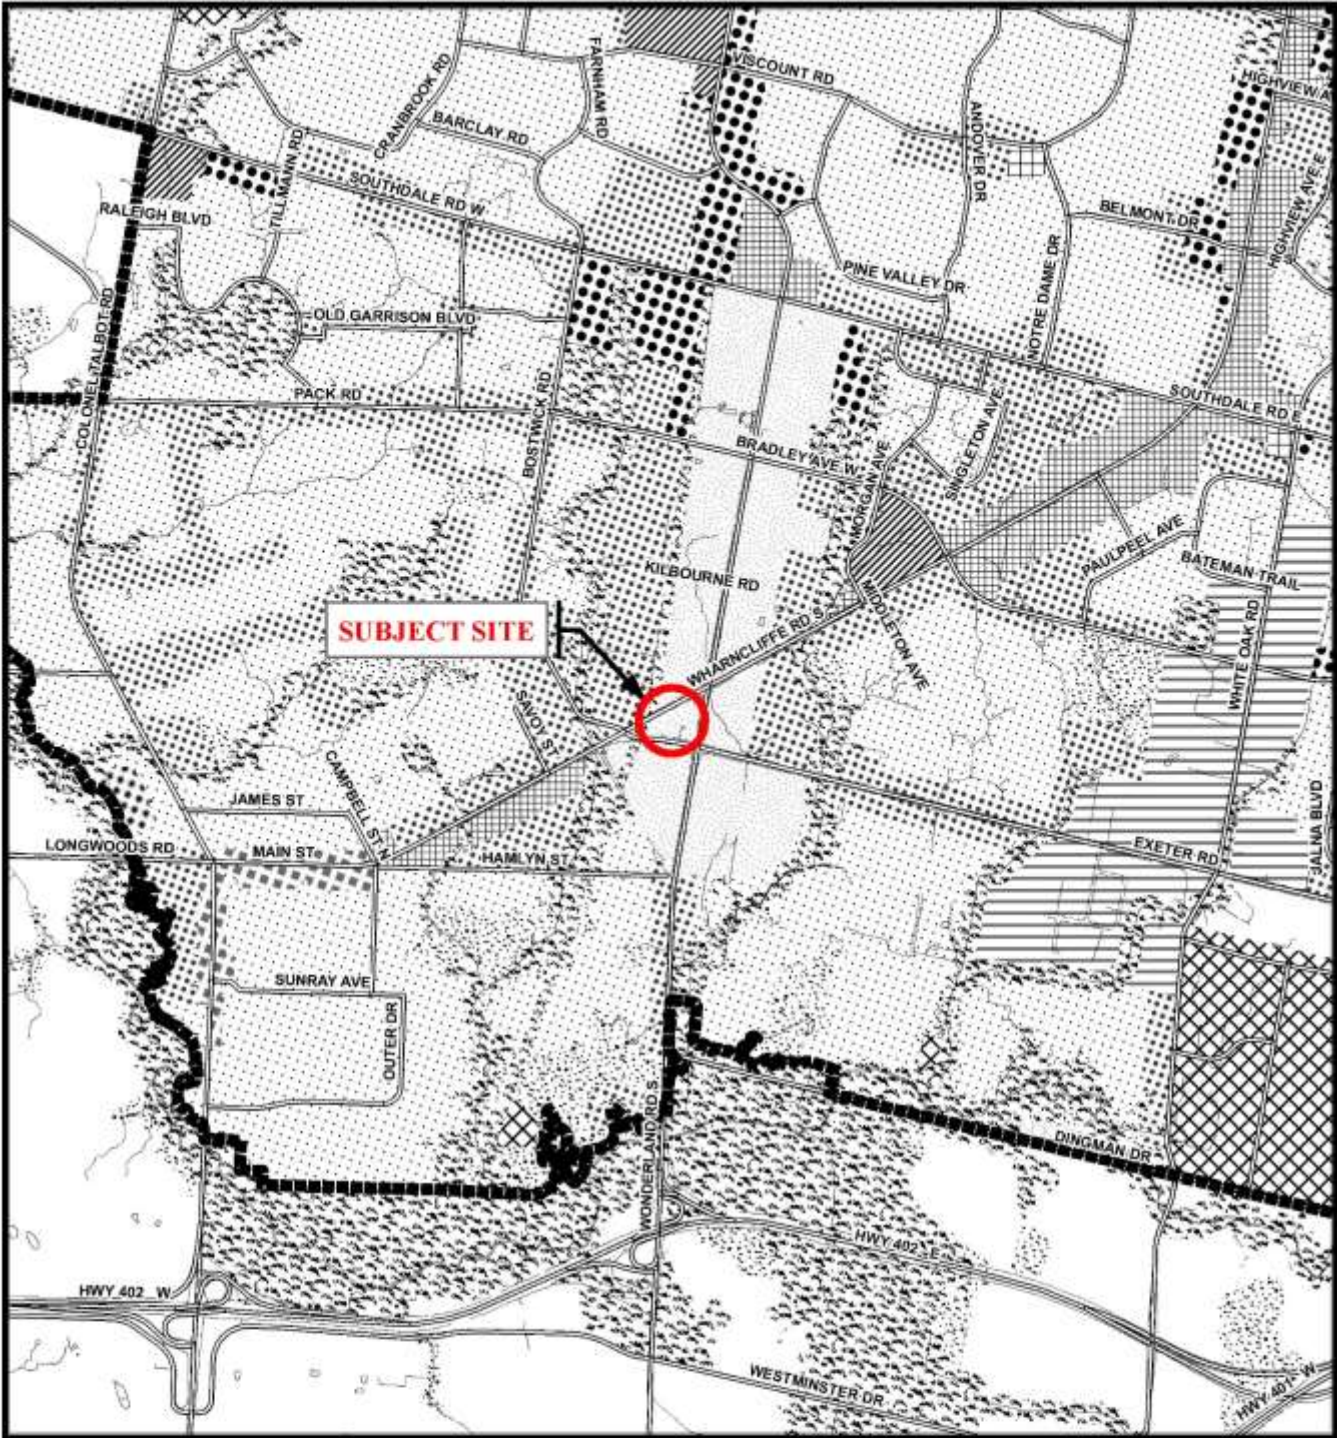 VISCOUNT RD
HIGHVIEW A
FARNHAM RD
CRANBROOK RD
BARCLAY RD
ANDOVER DR
TILLMANN RD
SOUTHDALE RD W
RALEIGH BLVD
BELMONT DR
HIGHVIEW AVE E
PINE VALLEY DR
NOTRE DAME DR
COLONEL TALBOT RD
OLD GARRISON BLVD
PACK RD
BOSTWICK RD
SOUTHDALE RD E
SINGLETON AVE
BRADLEY AVE W
MORGAN AVE
PAULPEEL AVE
BATEMAN TRAIL
KILBOURNE RD
SUBJECT SITE
WHARNCLIFFE RD S
MIDDLETON AVE
WHITE OAK RD
SAVOY ST
CAMPBELL ST N
JAMES ST
JALNA BLVD
LONGWOODS RD
MAIN ST
HAMLYN ST
EXETER RD
SUNRAY AVE
OUTER DR
WONDERLAND RD S
DINGMAN DR
HWY 402 E
HWY 402 W
WESTMINSTER DR
HWY 401 W